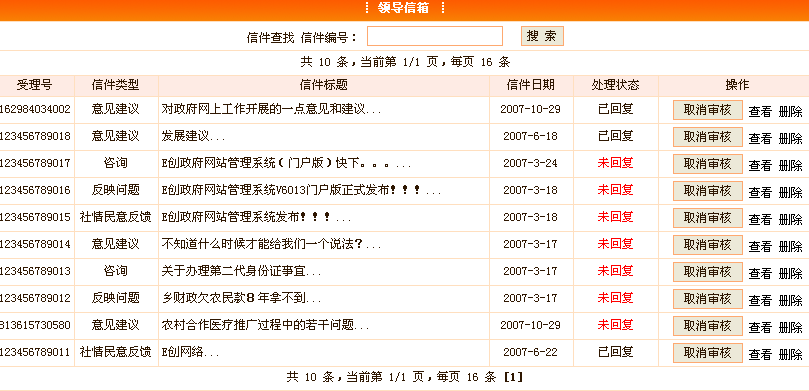 ⋮ 领导信箱 ⋮
信件查找 信件编号： 搜 索
共 10 条，当前第 1/1 页，每页 16 条
受理号 信件类型 信件标题 信件日期 处理状态 操作
162984034002 意见建议 对政府网上工作开展的一点意见和建议... 2007-10-29 已回复 取消审核 查看 删除
123456789018 意见建议 发展建议... 2007-6-18 已回复 取消审核 查看 删除
123456789017 咨询 E创政府网站管理系统（门户版）快下。。。... 2007-3-24 未回复 取消审核 查看 删除
123456789016 反映问题 E创政府网站管理系统V6013门户版正式发布！！！... 2007-3-18 未回复 取消审核 查看 删除
123456789015 社情民意反馈 E创政府网站管理系统发布！！！... 2007-3-18 未回复 取消审核 查看 删除
123456789014 意见建议 不知道什么时候才能给我们一个说法？... 2007-3-17 未回复 取消审核 查看 删除
123456789013 咨询 关于办理第二代身份证事宜... 2007-3-17 未回复 取消审核 查看 删除
123456789012 反映问题 乡财政欠农民款８年拿不到... 2007-3-17 未回复 取消审核 查看 删除
813615730580 意见建议 农村合作医疗推广过程中的若干问题... 2007-10-29 未回复 取消审核 查看 删除
123456789011 社情民意反馈 E创网络... 2007-6-22 已回复 取消审核 查看 删除
共 10 条，当前第 1/1 页，每页 16 条 [1]